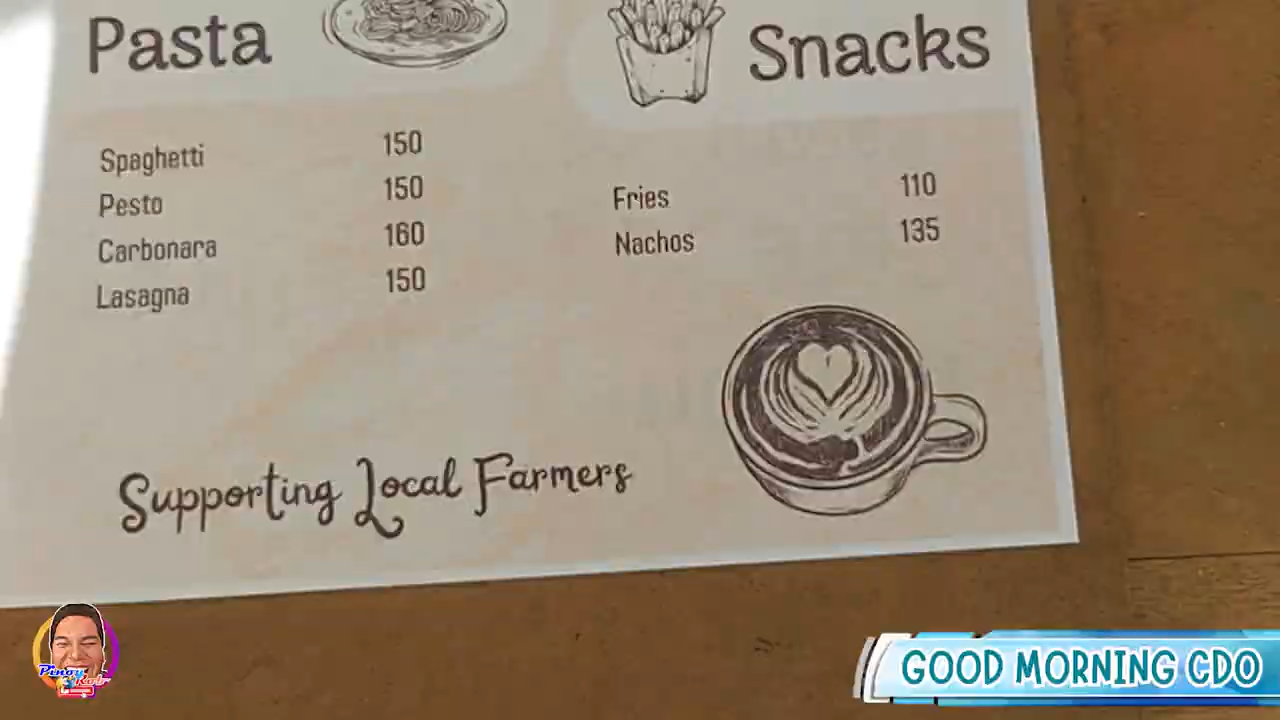 Pasta
Spaghetti 150
Pesto 150
Carbonara 160
Lasagna 150
Snacks
Fries 110
Nachos 135
Supporting Local Farmers
Pinoy
GOOD MORNING CDO